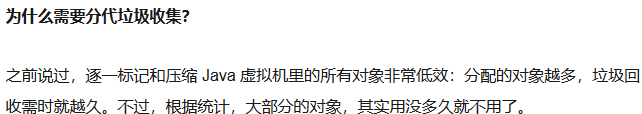 为什么需要分代垃圾收集？
之前说过，逐一标记和压缩 Java 虚拟机里的所有对象非常低效：分配的对象越多，垃圾回
收需时就越久。不过，根据统计，大部分的对象，其实用没多久就不用了。